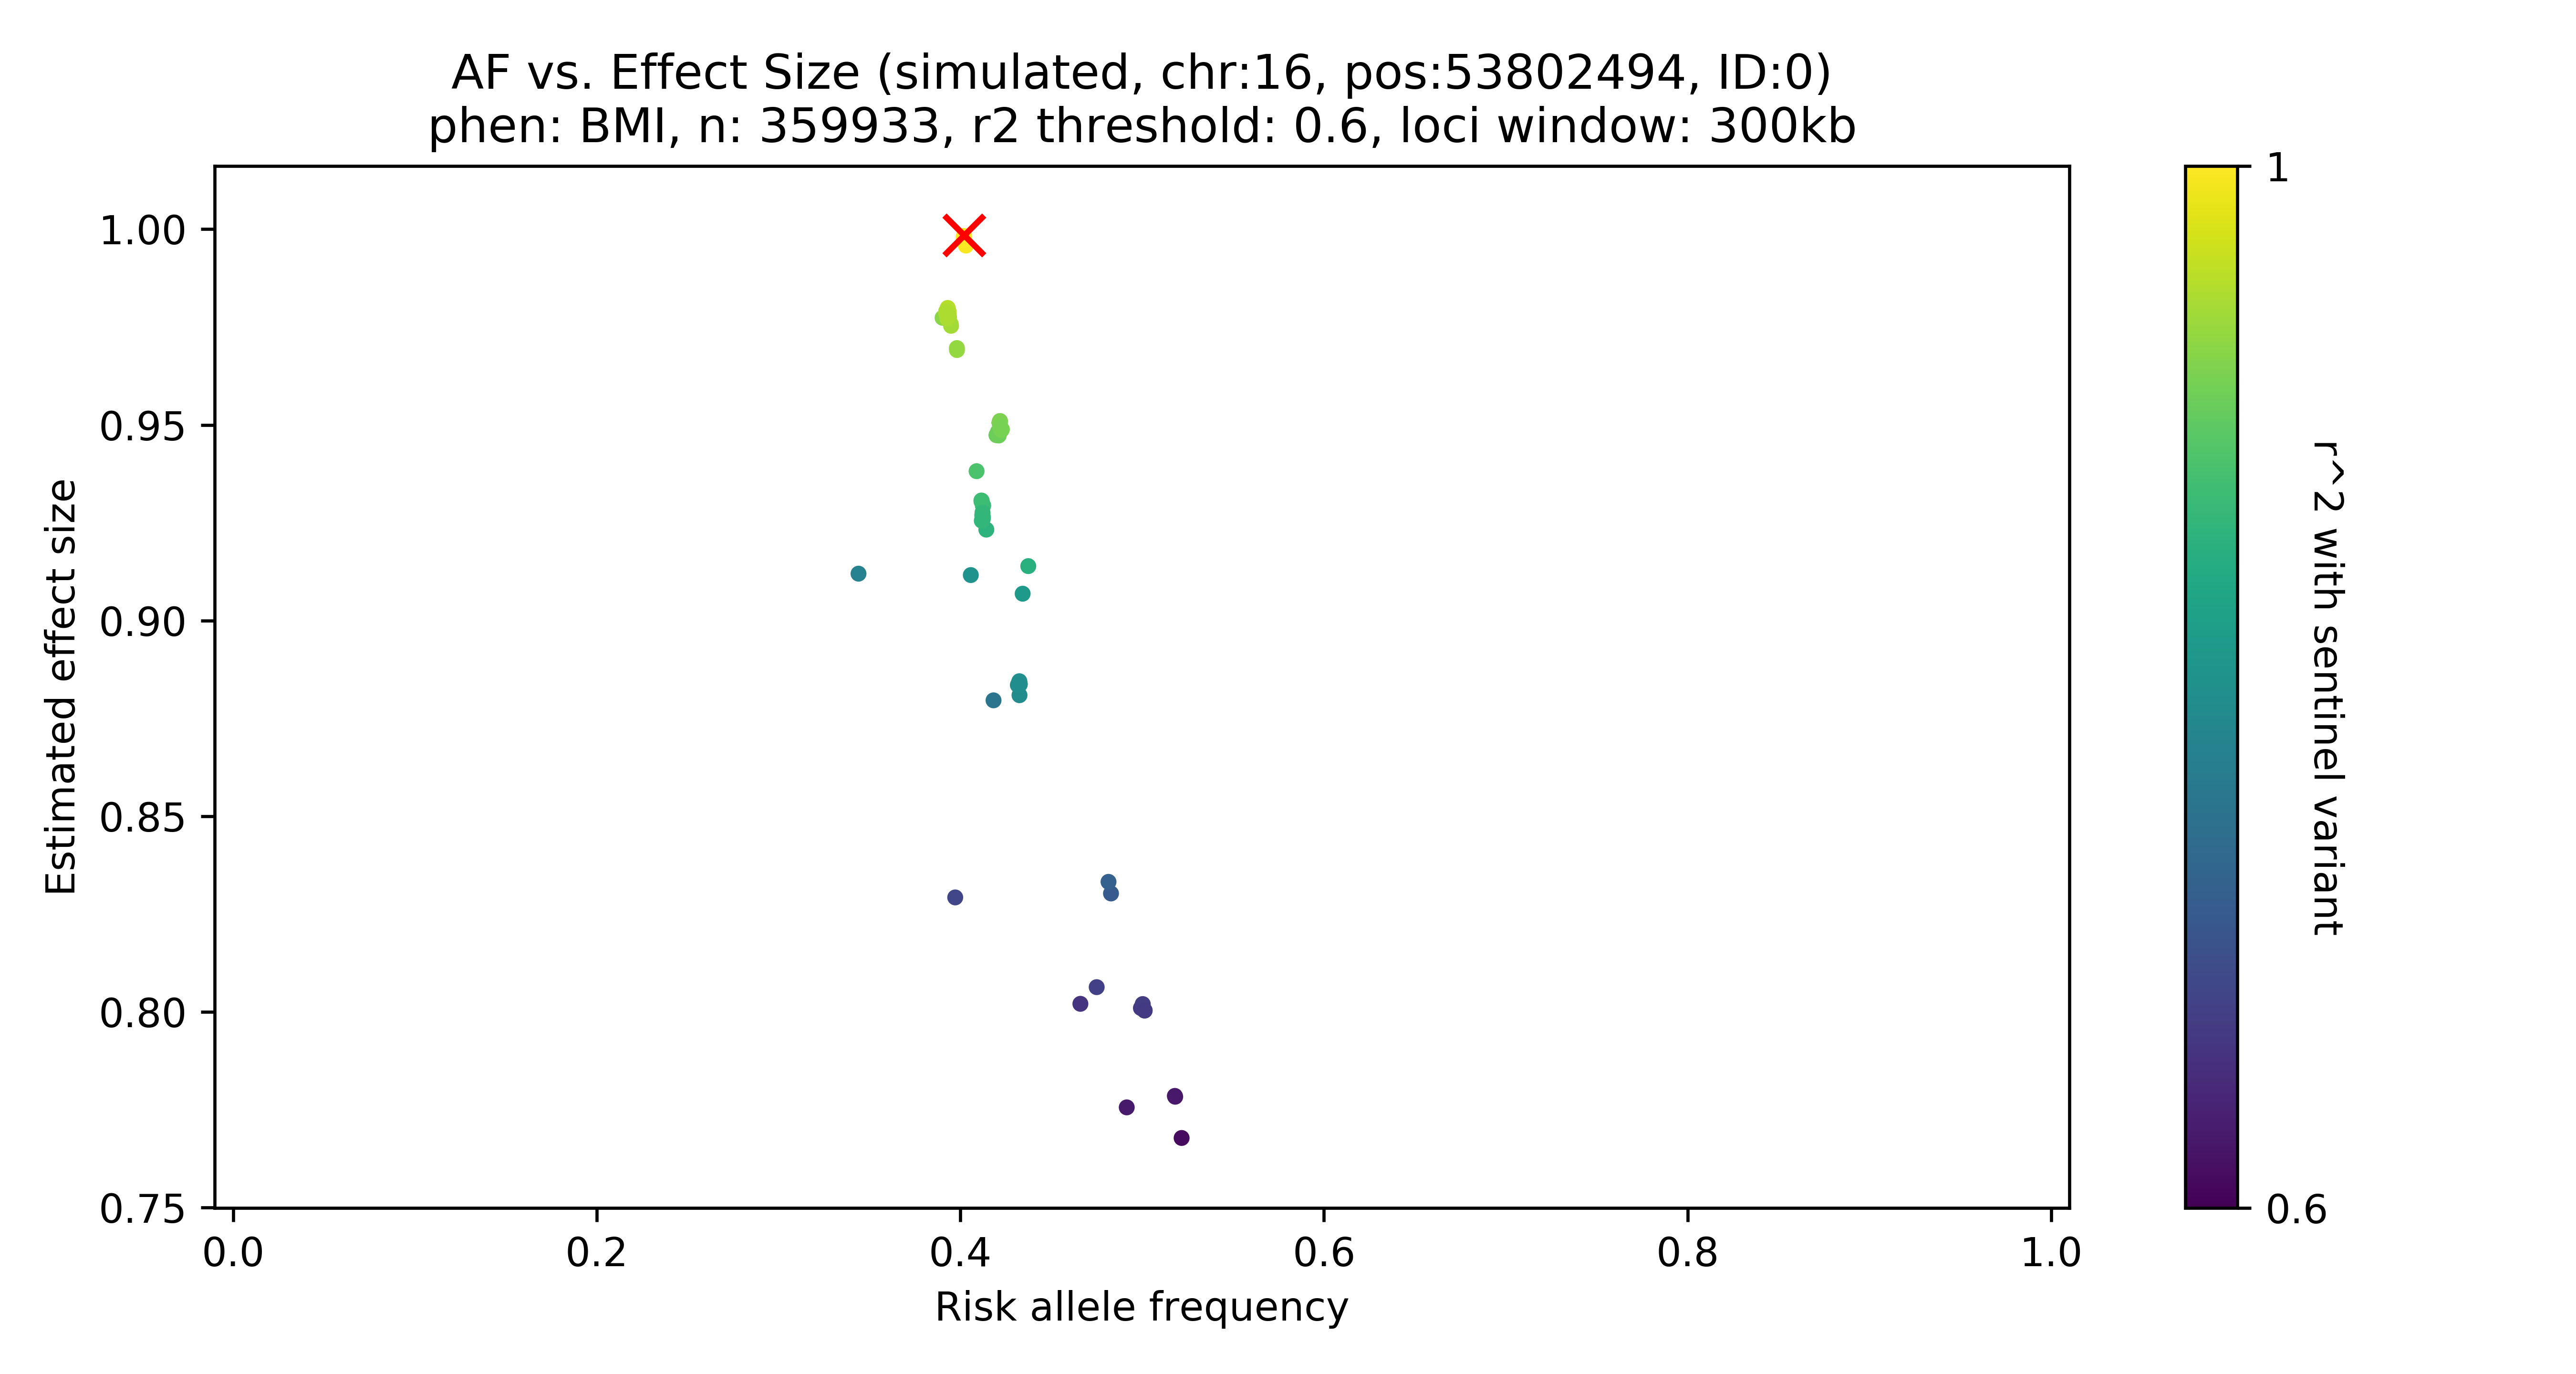 AF vs. Effect Size (simulated, chr:16, pos:53802494, ID:0)
phen: BMI, n: 359933, r2 threshold: 0.6, loci window: 300kb
Estimated effect size
1.00
0.95
0.90
0.85
0.80
0.75
0.0
0.2
0.4
0.6
0.8
1.0
Risk allele frequency
1
0.6
r^2 with sentinel variant